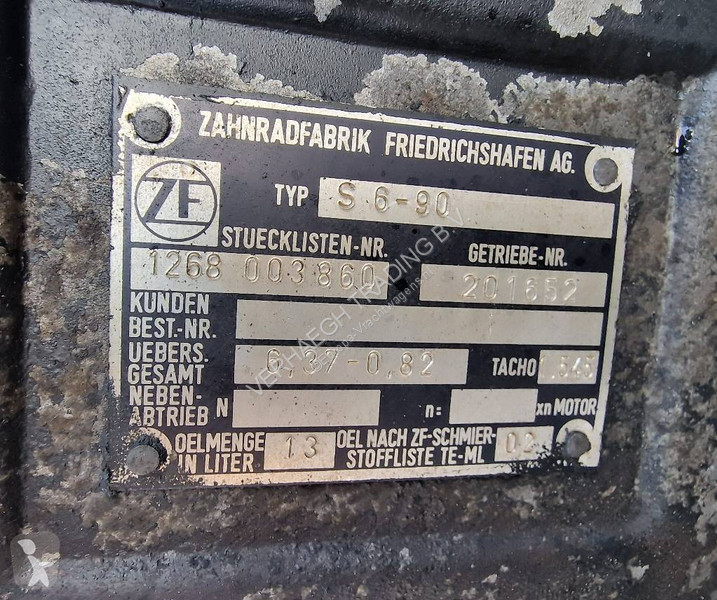 ZAHNRADFABRIK FRIEDRICHSHAFEN AG.
ZF
TYP S 6-90
STUECKLISTEN-NR. GETRIEBE-NR.
1268 003860 201652
KUNDEN
BEST.-NR.
UEBERS. 6,37-0,82 TACHO
GESAMT
NEBEN- N n= xn MOTOR
ABTRIEB
OELMENGE 13 OEL NACH ZF-SCHMIER- 02
IN LITER STOFFLISTE TE-ML
VERHAEGH TRADING B.V.